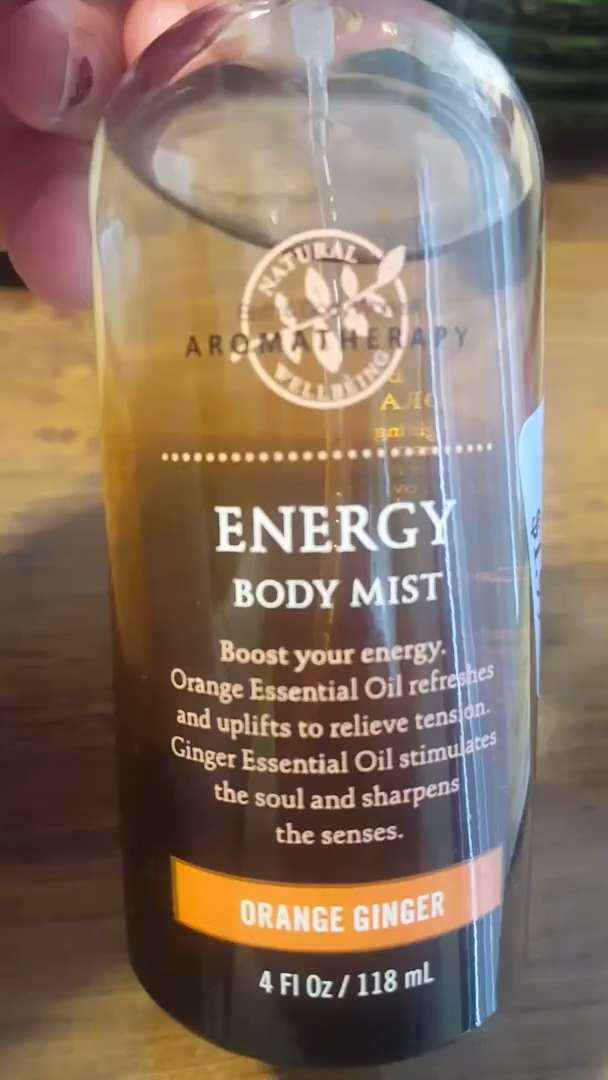 NATURAL
AROMATHERAPY
WELLBEING
ENERGY
BODY MIST
Boost your energy.
Orange Essential Oil refreshes
and uplifts to relieve tension.
Ginger Essential Oil stimulates
the soul and sharpens
the senses.
ORANGE GINGER
4 Fl Oz / 118 mL